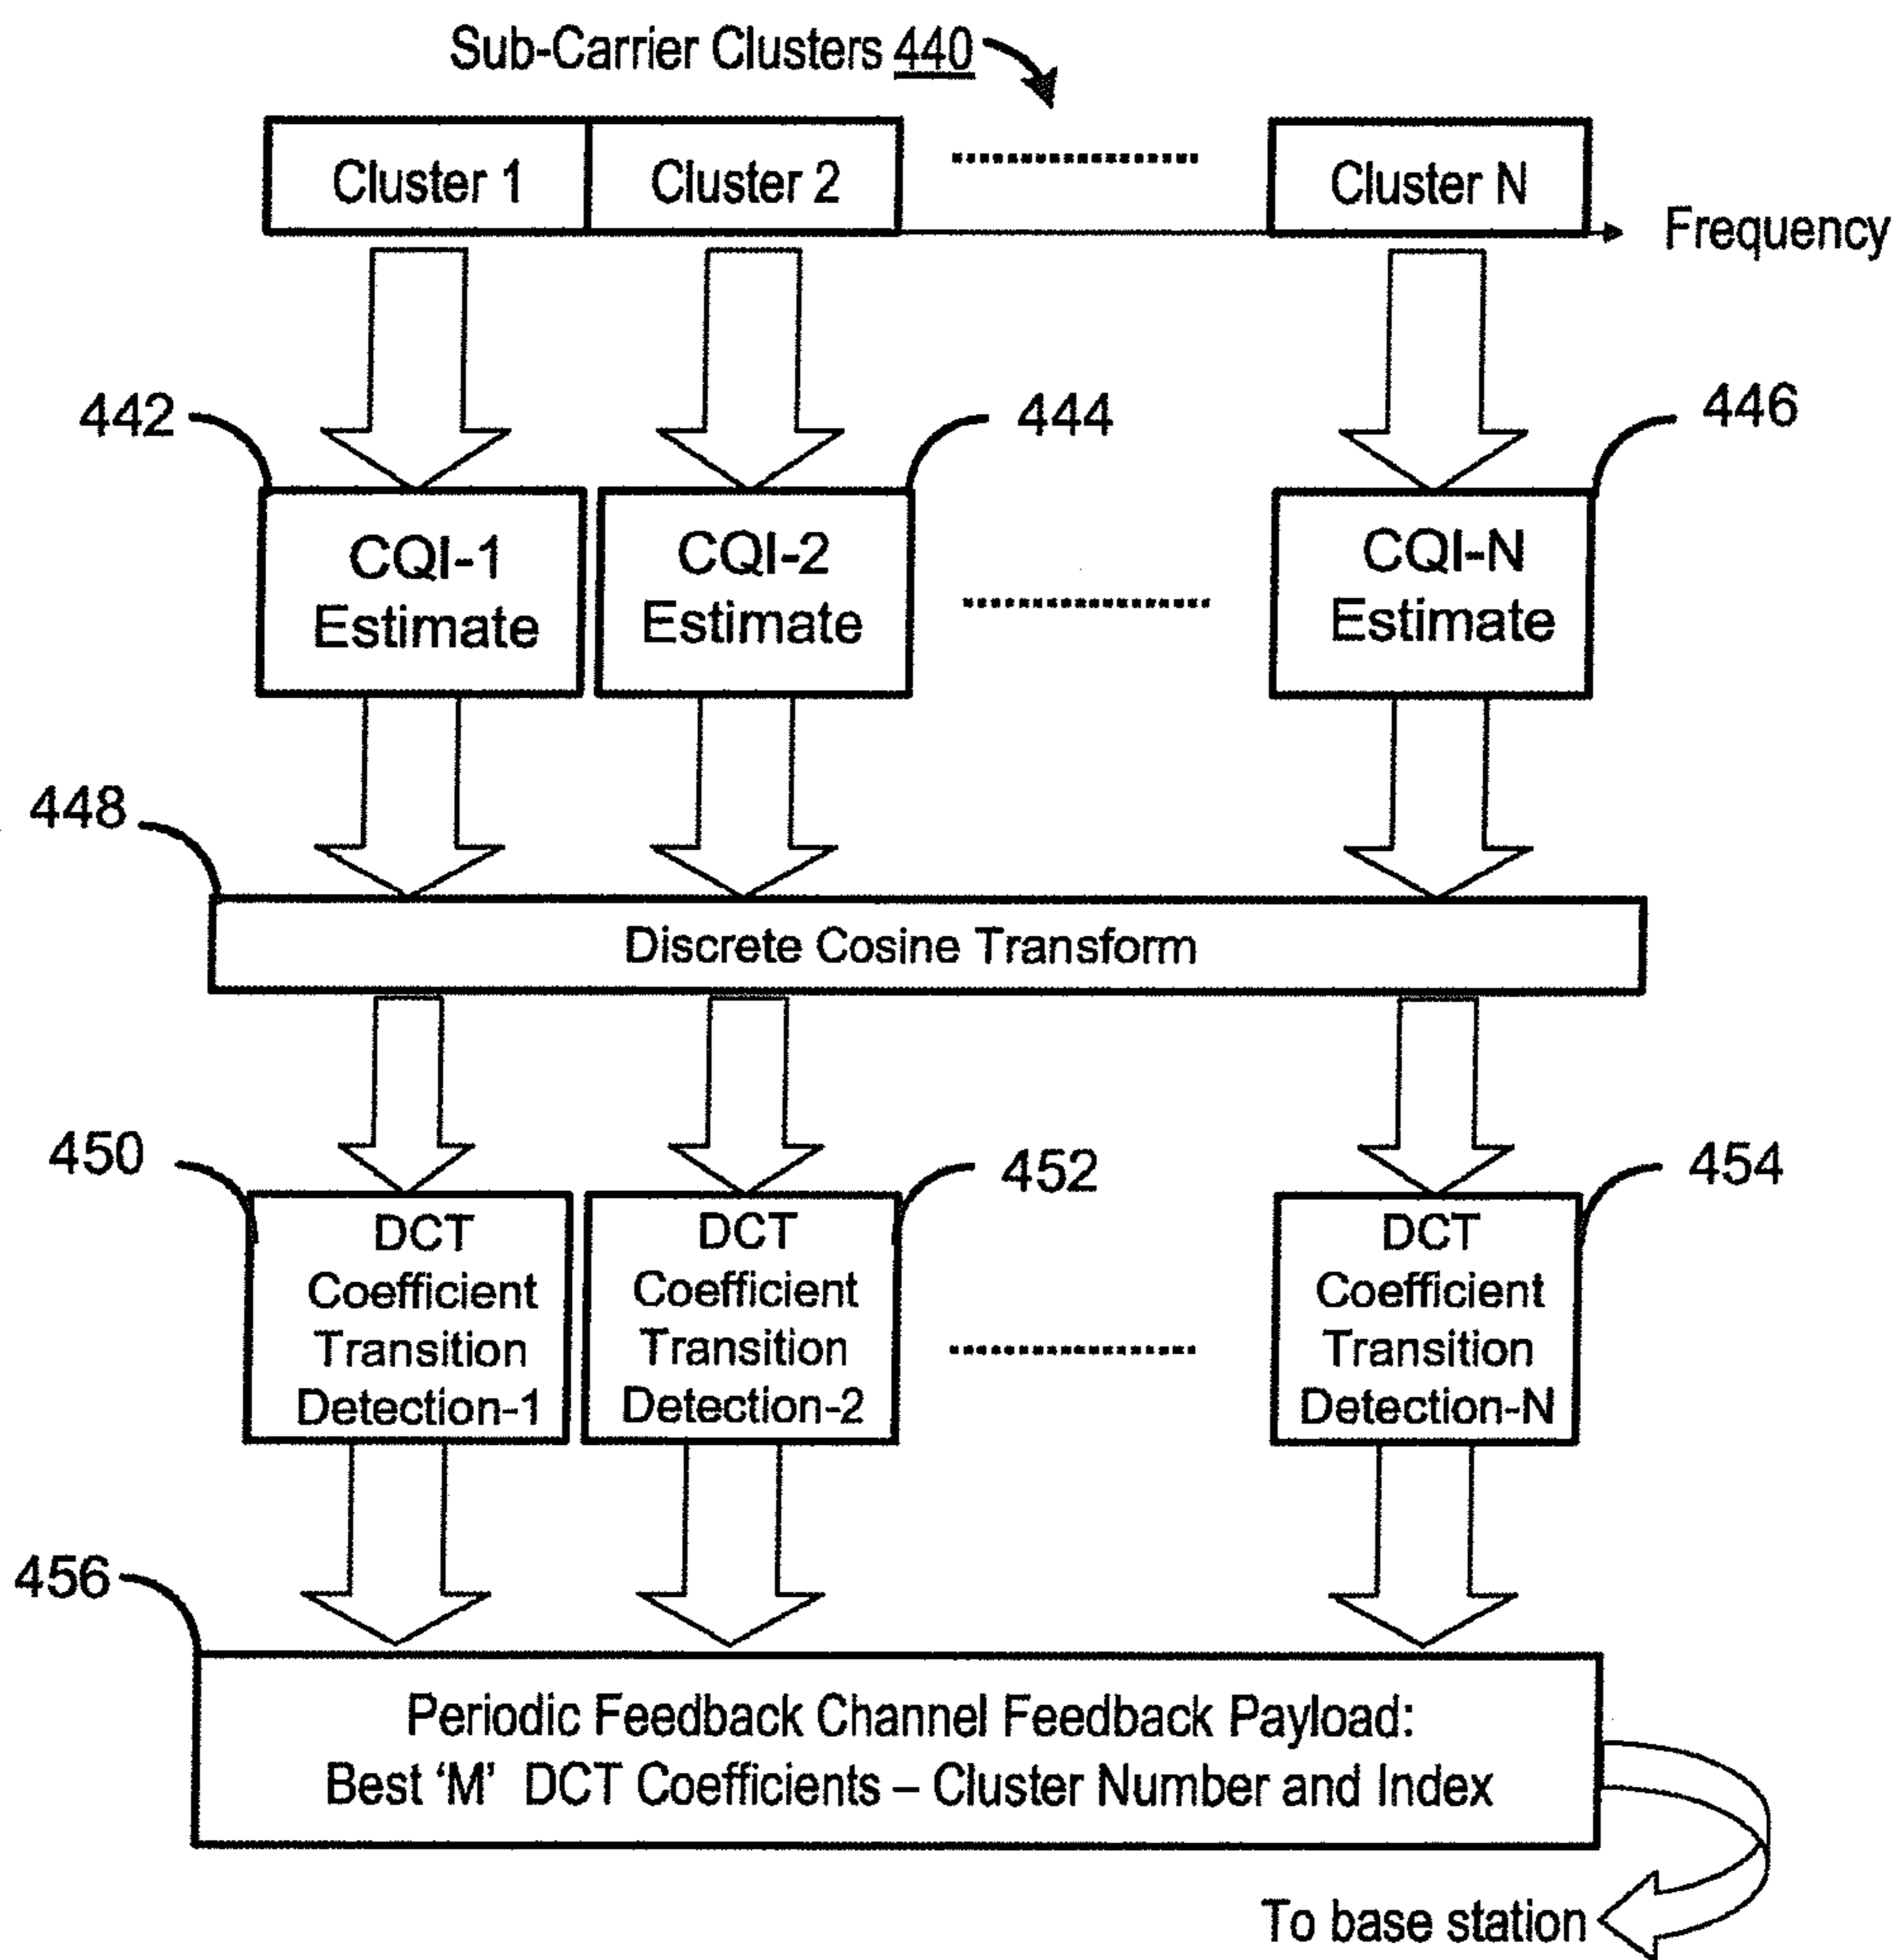 Sub-Carrier Clusters 440
Cluster 1
Cluster 2
Cluster N
Frequency
442
444
446
CQI-1
Estimate
CQI-2
Estimate
CQI-N
Estimate
448
Discrete Cosine Transform
450
452
454
DCT
Coefficient
Transition
Detection-1
DCT
Coefficient
Transition
Detection-2
DCT
Coefficient
Transition
Detection-N
456
Periodic Feedback Channel Feedback Payload:
Best ‘M’ DCT Coefficients – Cluster Number and Index
To base station